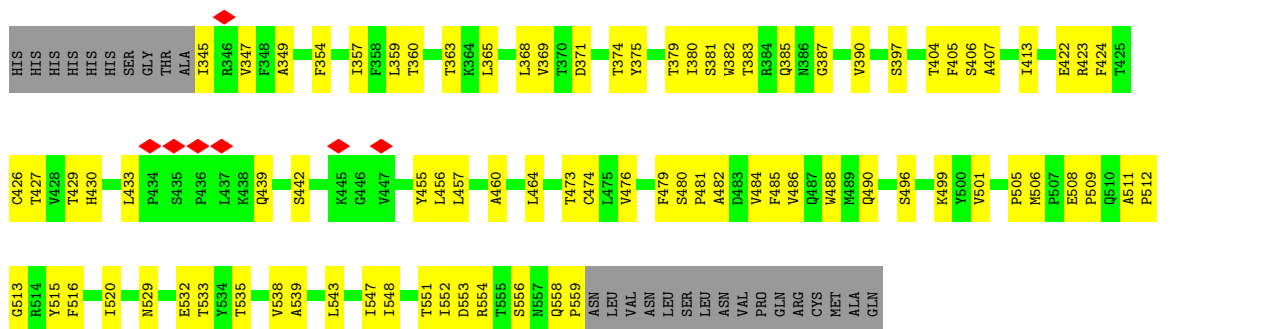 HIS HIS HIS HIS HIS HIS SER GLY THR ALA I345 R346 V347 F348 A349 F354 I357 F358 L359 T360 T363 K364 L365 L368 V369 T370 D371 T374 Y375 T379 I380 S381 W382 T383 R384 Q385 N386 G387 V390 S397 T404 F405 S406 A407 I413 E422 R423 F424 T425
C426 T427 V428 T429 H430 L433 P434 S435 P436 L437 K438 Q439 S442 K445 G446 V447 Y455 L456 L457 A460 L464 T473 C474 L475 V476 F479 S480 P481 A482 D483 V484 F485 V486 Q487 W488 M489 Q490 S496 K499 Y500 V501 P505 M506 P507 E508 P509 Q510 A511 P512
G513 R514 Y515 F516 I520 N529 E532 T533 Y534 T535 V538 A539 L543 I547 I548 T551 I552 D553 R554 T555 S556 N557 Q558 P559 ASN LEU VAL ASN LEU SER LEU ASN VAL PRO GLN ARG CYS MET ALA GLN